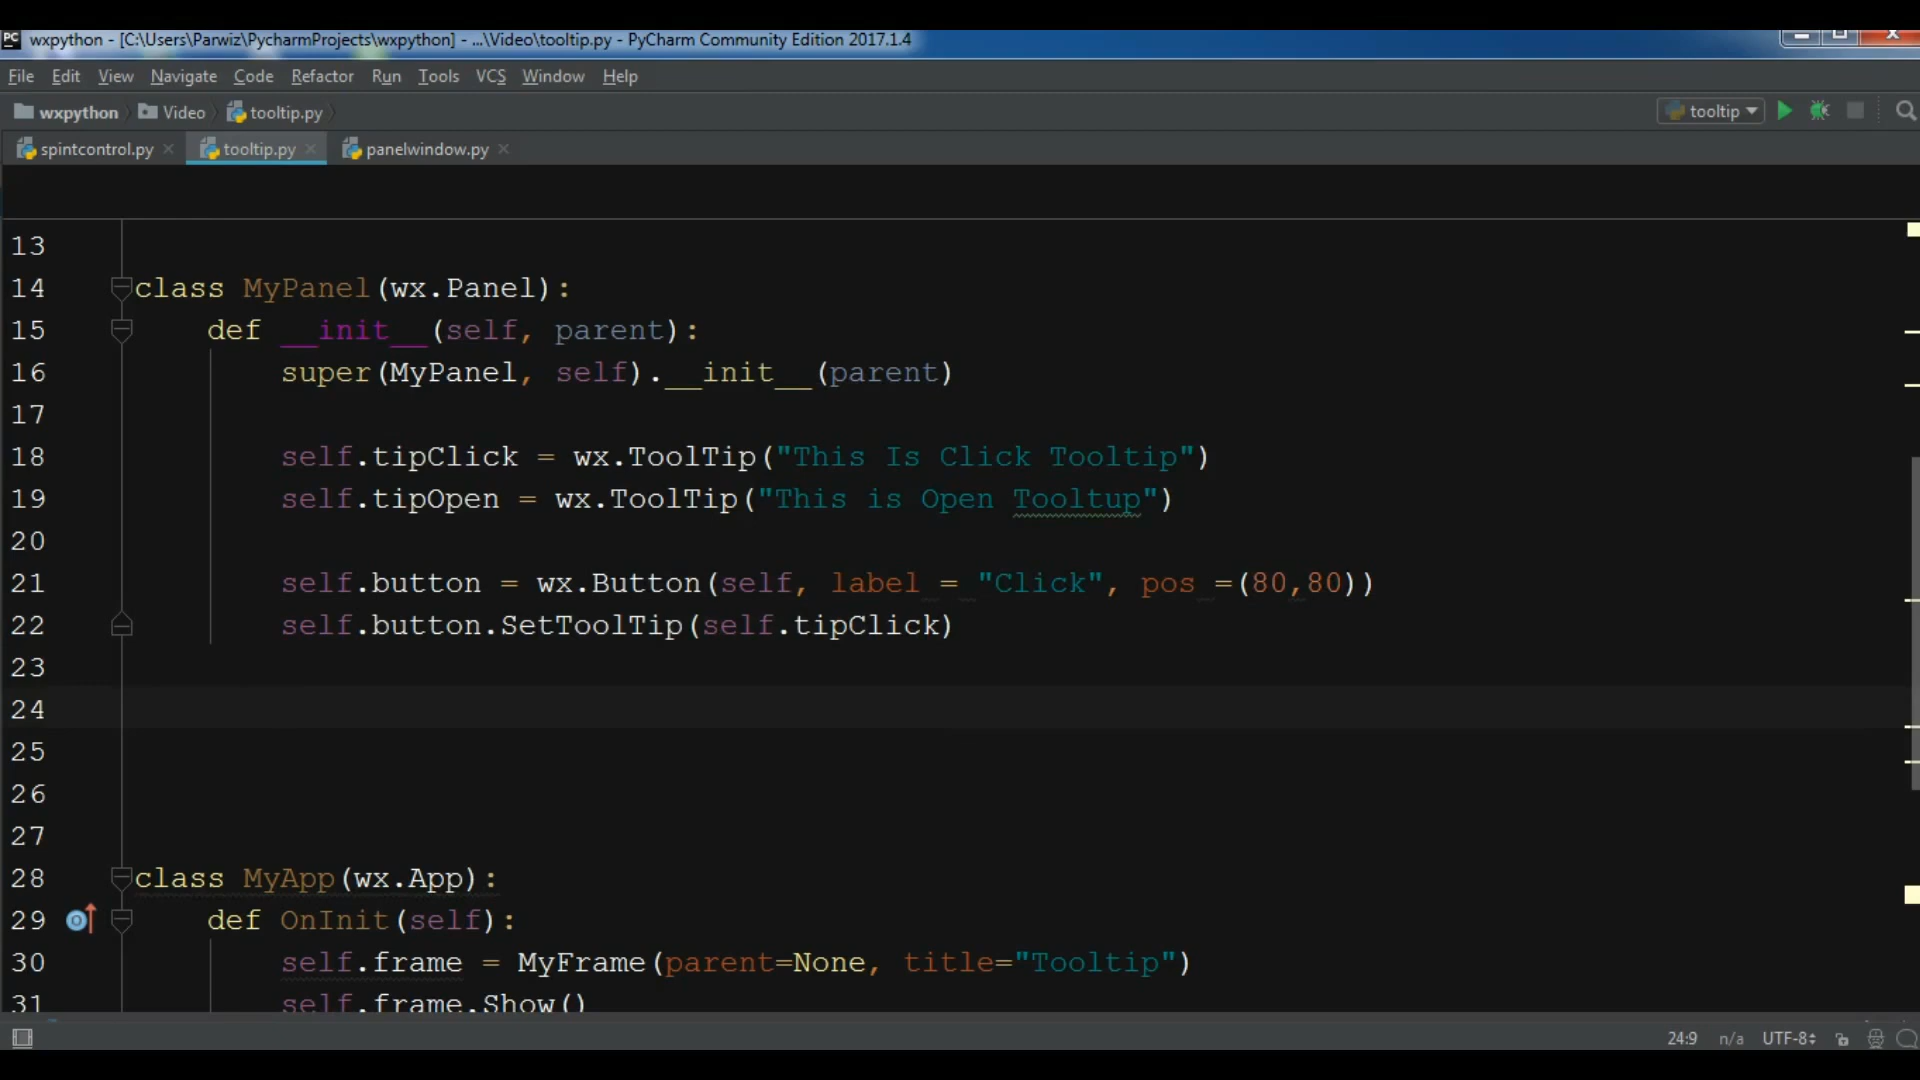 PC wxpython - [C:\Users\Parwiz\PycharmProjects\wxpython] - ...\Video\tooltip.py - PyCharm Community Edition 2017.1.4
File Edit View Navigate Code Refactor Run Tools VCS Window Help
wxpython Video tooltip.py tooltip
spintcontrol.py tooltip.py panelwindow.py
13
14 class MyPanel(wx.Panel):
15 def __init__(self, parent):
16 super(MyPanel, self).__init__(parent)
17
18 self.tipClick = wx.ToolTip("This Is Click Tooltip")
19 self.tipOpen = wx.ToolTip("This is Open Tooltup")
20
21 self.button = wx.Button(self, label = "Click", pos =(80,80))
22 self.button.SetToolTip(self.tipClick)
23
24
25
26
27
28 class MyApp(wx.App):
29 def OnInit(self):
30 self.frame = MyFrame(parent=None, title="Tooltip")
31 self.frame.Show()
24:9 n/a UTF-8